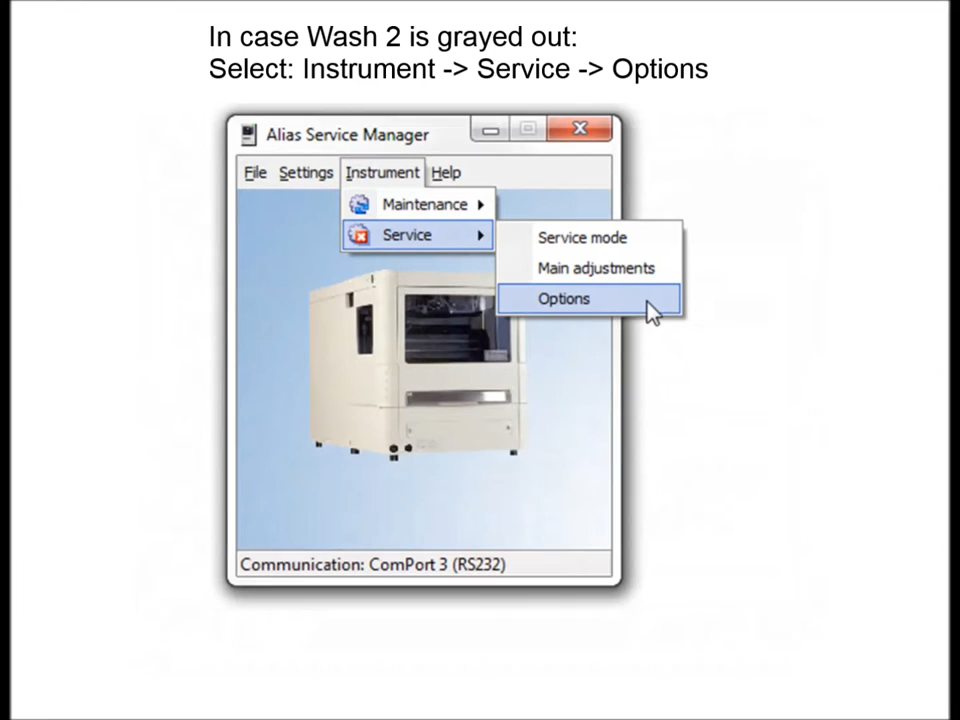 In case Wash 2 is grayed out:
Select: Instrument -> Service -> Options
Alias Service Manager
File Settings Instrument Help
Maintenance
Service
Service mode
Main adjustments
Options
Communication: ComPort 3 (RS232)